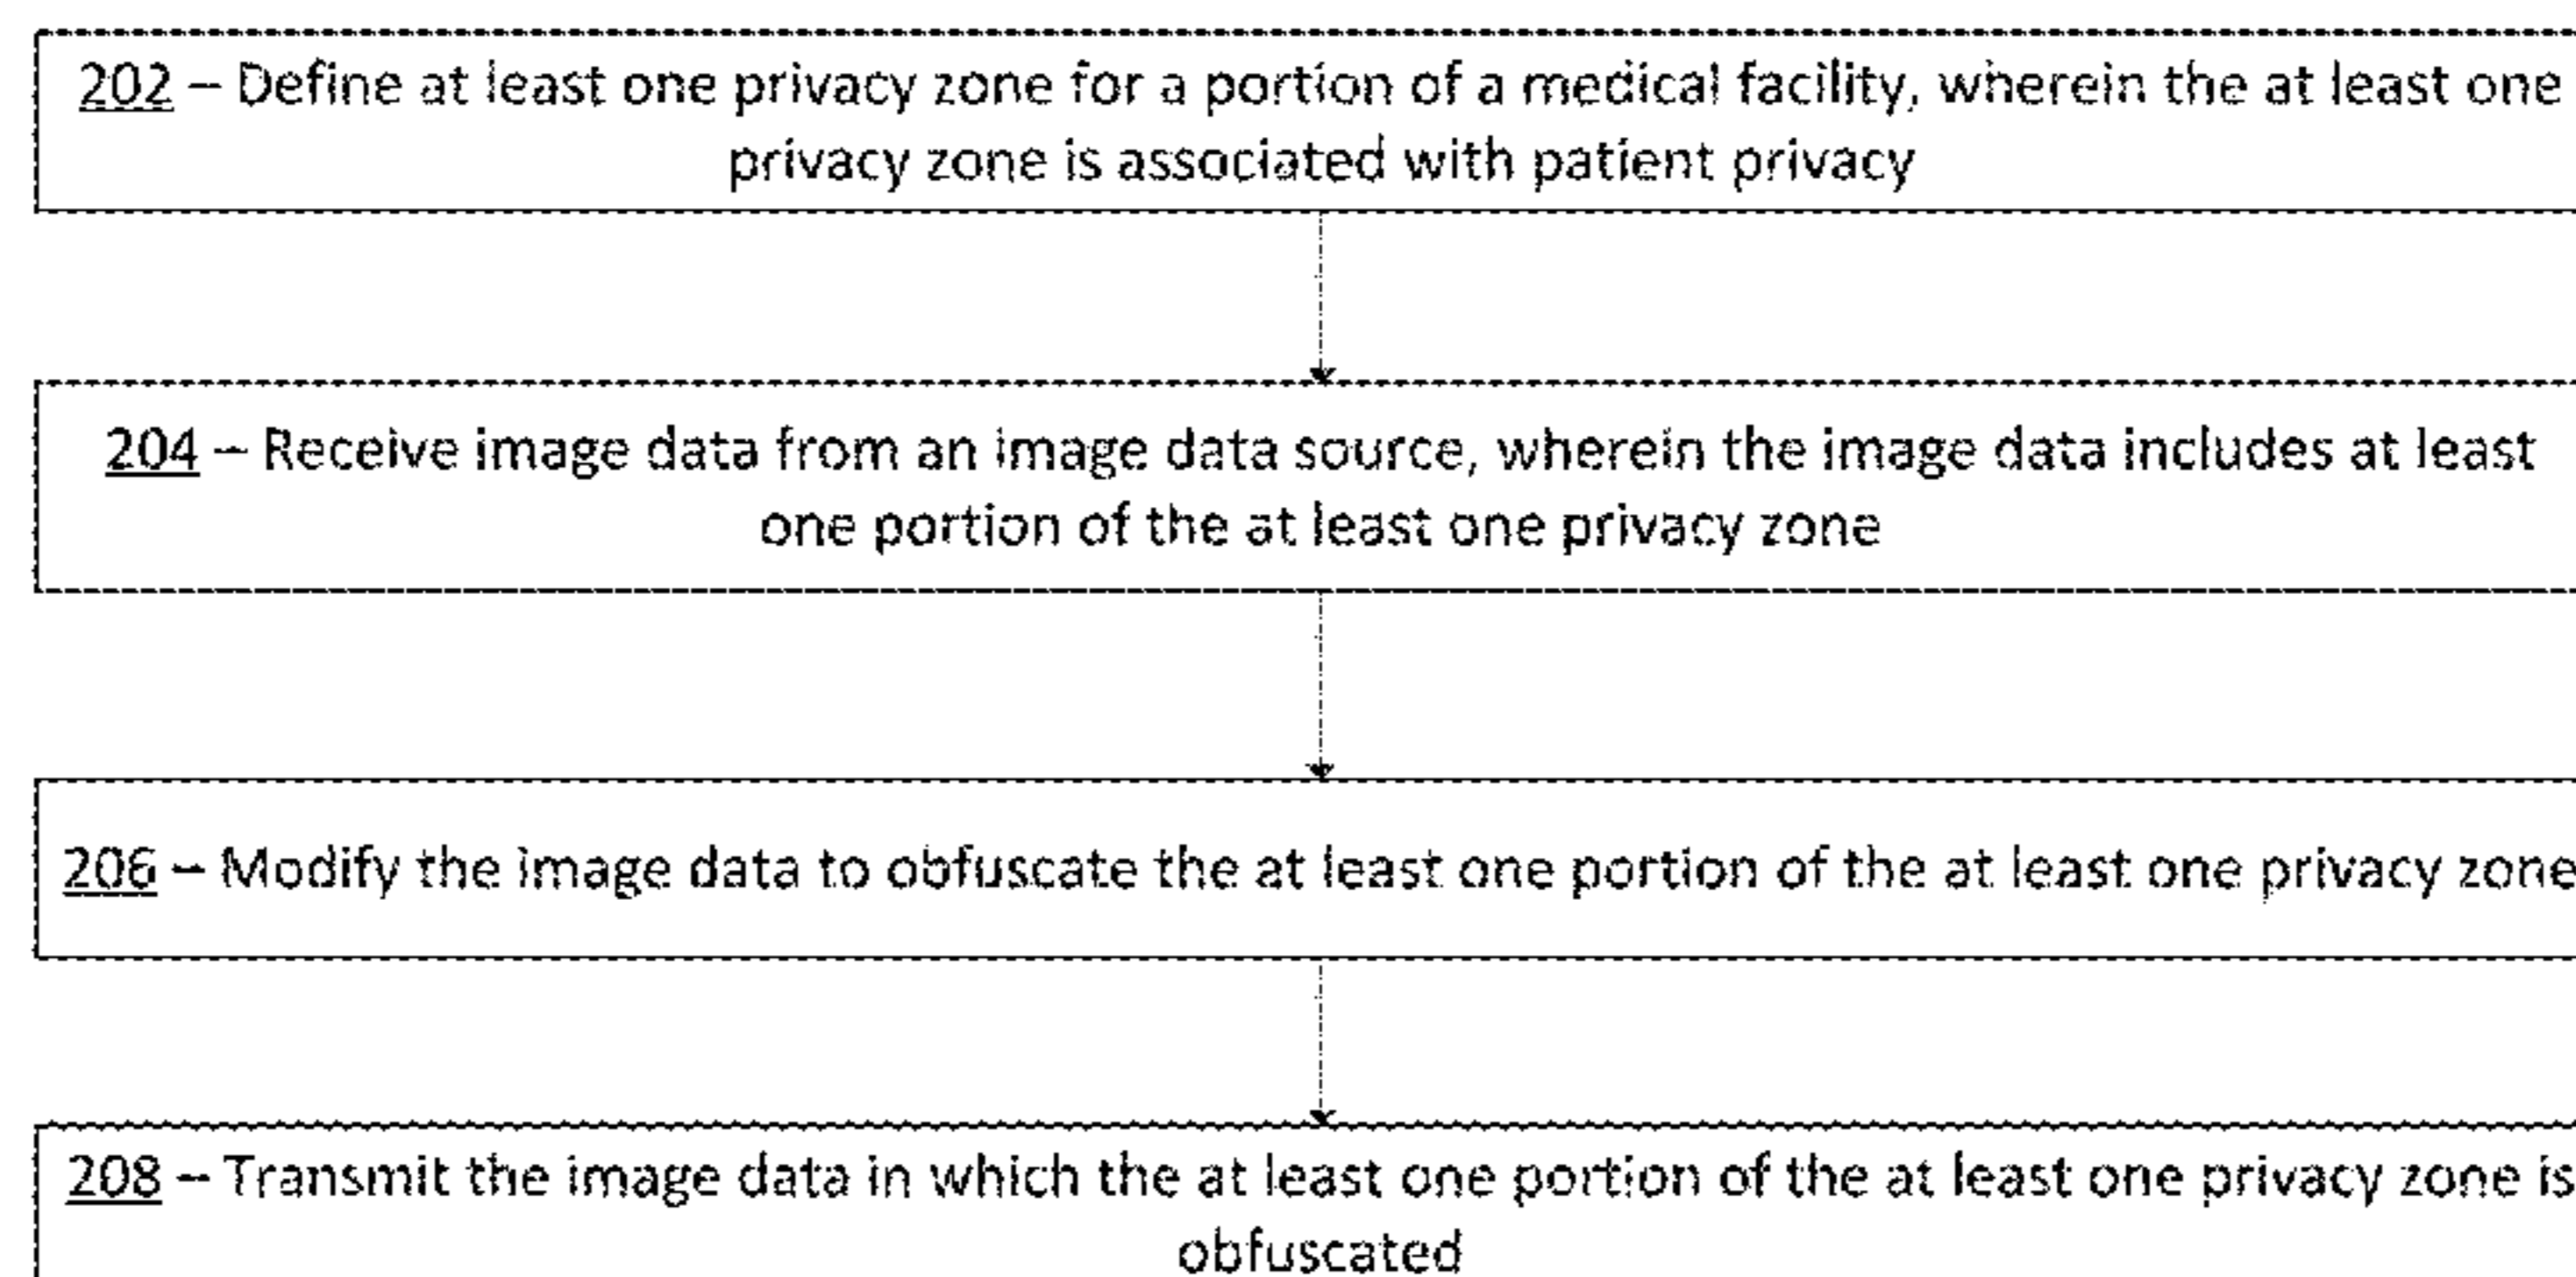 202 – Define at least one privacy zone for a portion of a medical facility, wherein the at least one
privacy zone is associated with patient privacy
204 – Receive image data from an image data source, wherein the image data includes at least
one portion of the at least one privacy zone
206 – Modify the image data to obfuscate the at least one portion of the at least one privacy zone
208 – Transmit the image data in which the at least one portion of the at least one privacy zone is
obfuscated